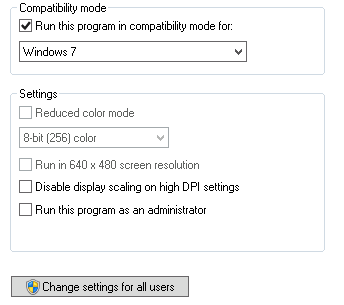 Compatibility mode
Run this program in compatibility mode for:
Windows 7
Settings
Reduced color mode
8-bit (256) color
Run in 640 x 480 screen resolution
Disable display scaling on high DPI settings
Run this program as an administrator
Change settings for all users